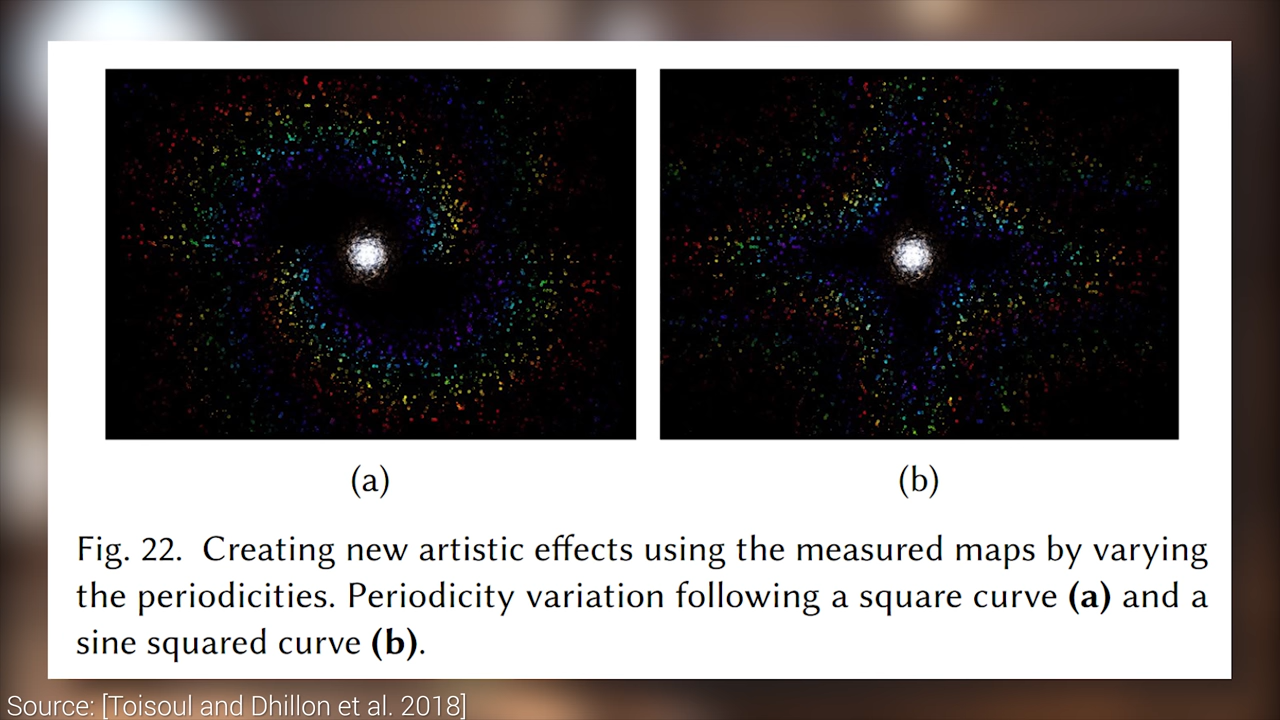 (a)
(b)
Fig. 22. Creating new artistic effects using the measured maps by varying
the periodicities. Periodicity variation following a square curve (a) and a
sine squared curve (b).
Source: [Toisoul and Dhillon et al. 2018]